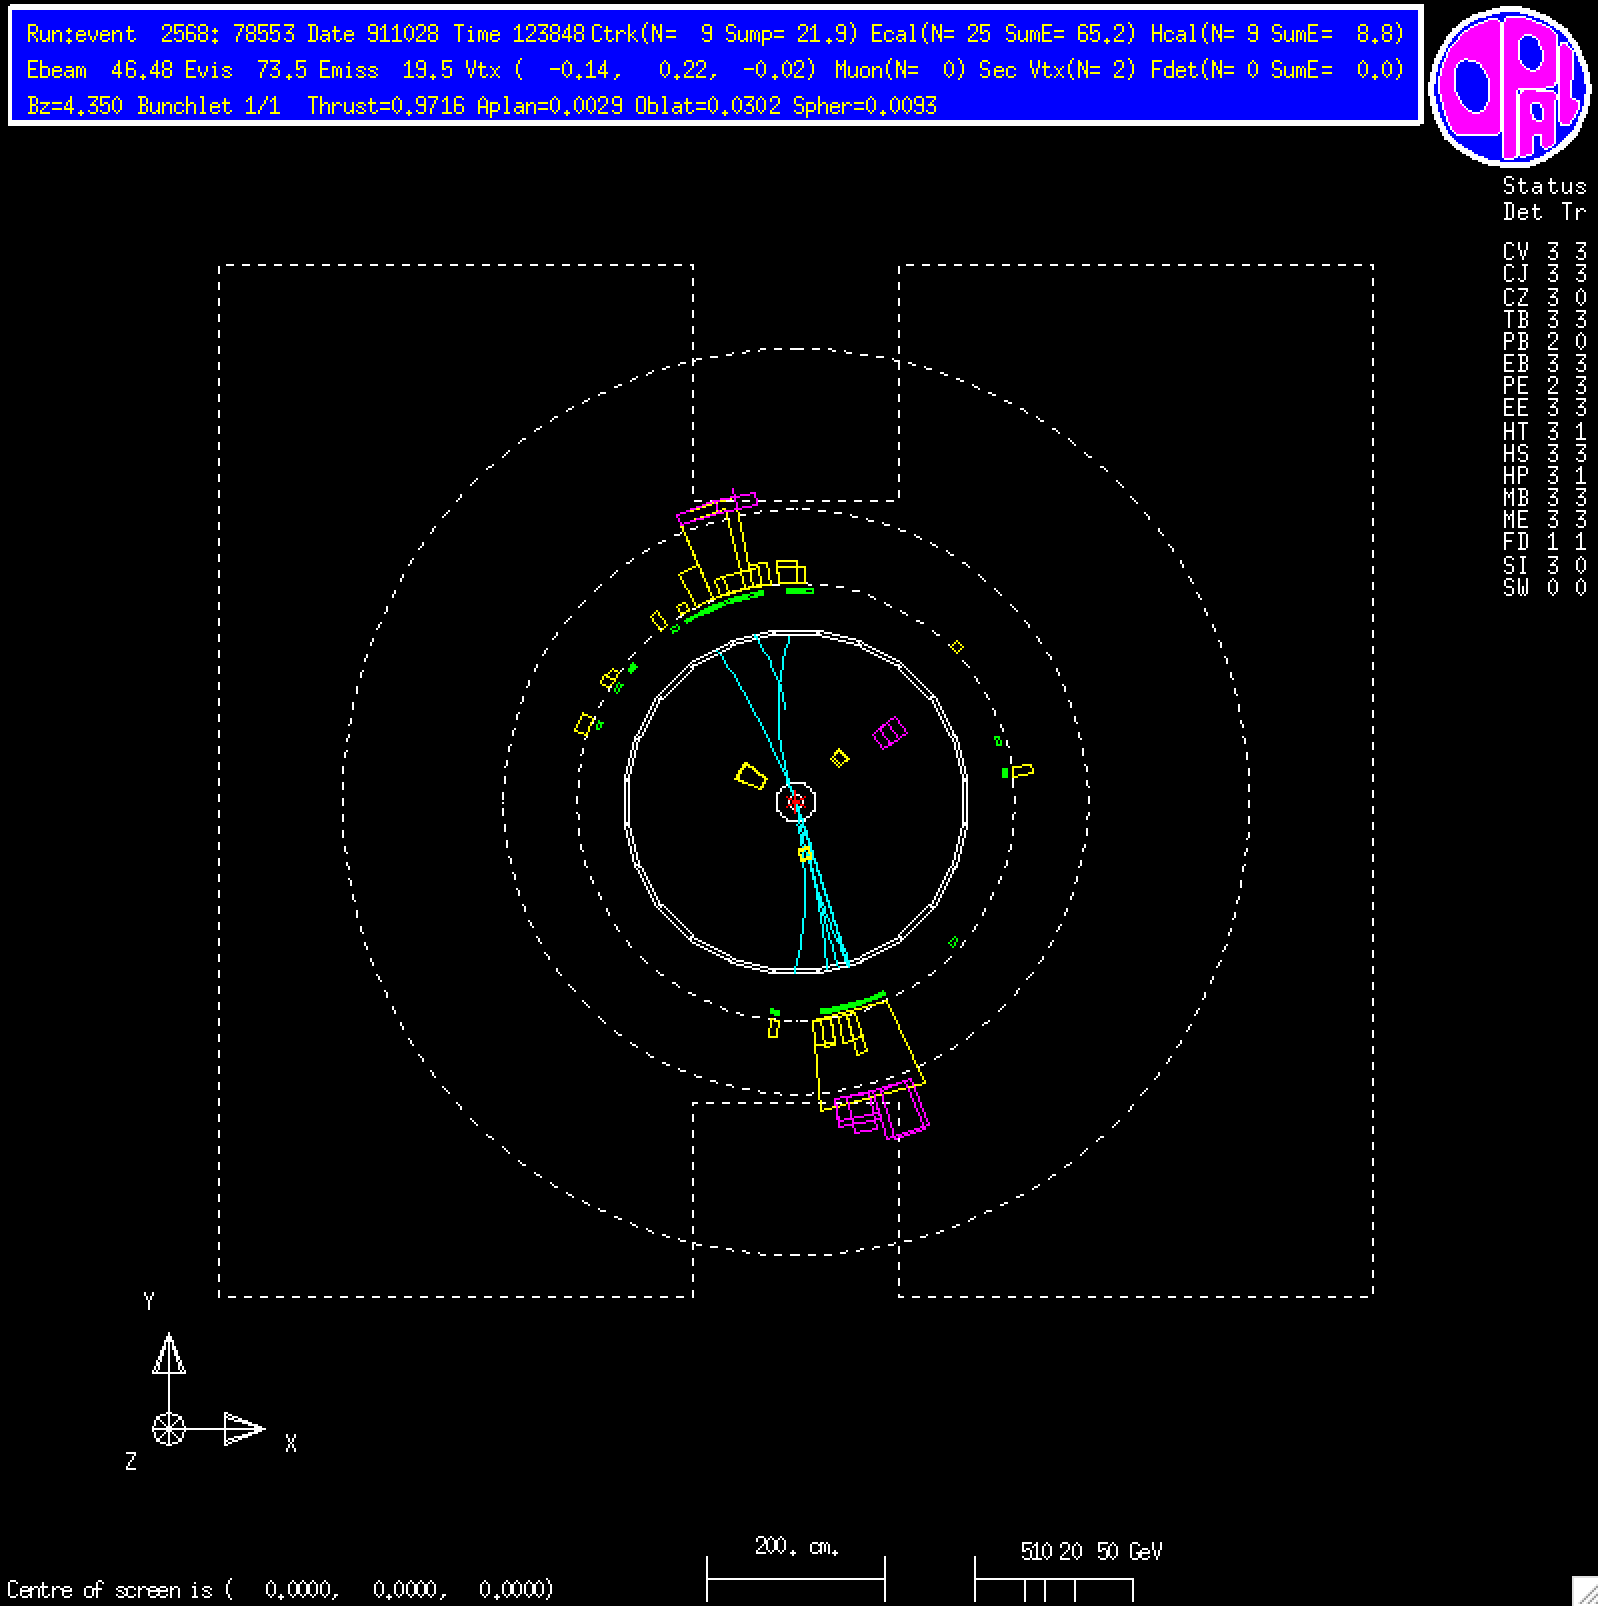 Run:event 2568: 78553 Date 911028 Time 123848 Ctrk(N= 9 Sump= 21.9) Ecal(N= 25 SumE= 65.2) Hcal(N= 9 SumE= 8.8)
Ebeam 46.48 Evis 73.5 Emiss 19.5 Vtx ( -0.14, 0.22, -0.02) Muon(N= 0) Sec Vtx(N= 2) Fdet(N= 0 SumE= 0.0)
Bz=4.350 Bunchlet 1/1 Thrust=0.9716 Aplan=0.0029 Oblat=0.0302 Spher=0.0093
OPAL
Status
Det Tr
CV 3 3
CJ 3 3
CZ 3 0
TB 3 3
PB 2 0
EB 3 3
PE 2 3
EE 3 3
HT 3 1
HS 3 3
HP 3 1
MB 3 3
ME 3 3
FD 1 1
SI 3 0
SW 0 0
Y
X
Z
200. cm.
5 10 20 50 GeV
Centre of screen is ( 0.0000, 0.0000, 0.0000)